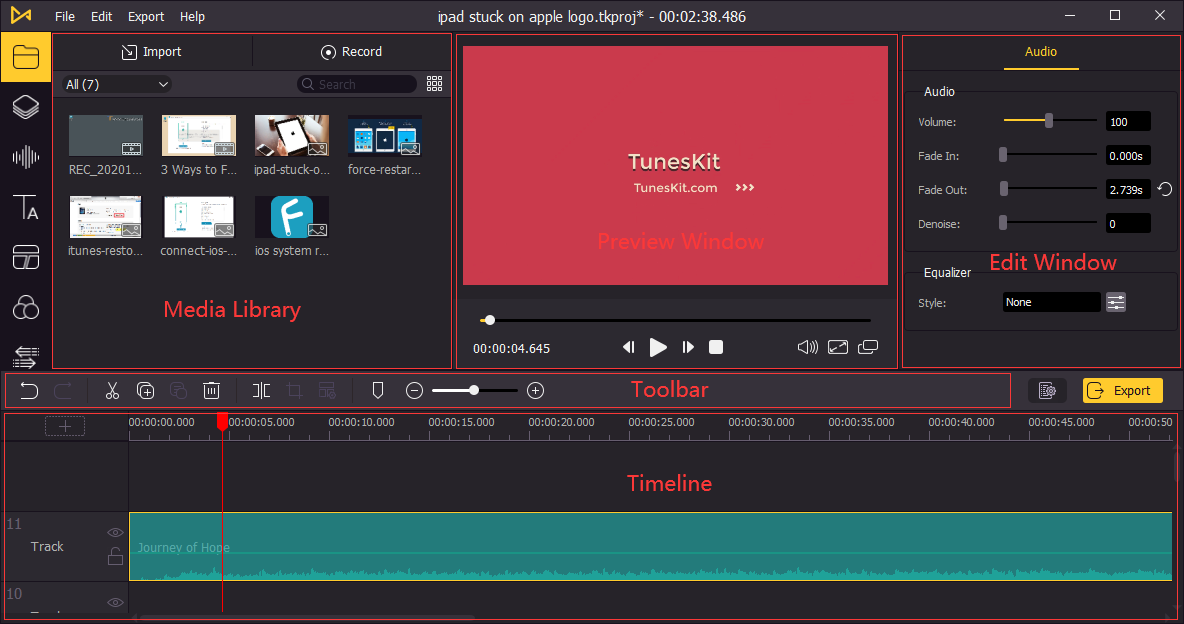 File Edit Export Help
ipad stuck on apple logo.tkproj* - 00:02:38.486
Import
Record
All (7)
Search
REC_20201...
3 Ways to F...
ipad-stuck-o...
force-restar...
itunes-resto...
connect-ios-...
ios system r...
Media Library
TunesKit
TunesKit.com >>>
Preview Window
00:00:04.645
Audio
Audio
Volume: 100
Fade In: 0.000s
Fade Out: 2.739s
Denoise: 0
Edit Window
Equalizer
Style: None
Toolbar
Export
00:00:00.000 00:00:05.000 00:00:10.000 00:00:15.000 00:00:20.000 00:00:25.000 00:00:30.000 00:00:35.000 00:00:40.000 00:00:45.000 00:00:50
Timeline
11
Track
Journey of Hope
10